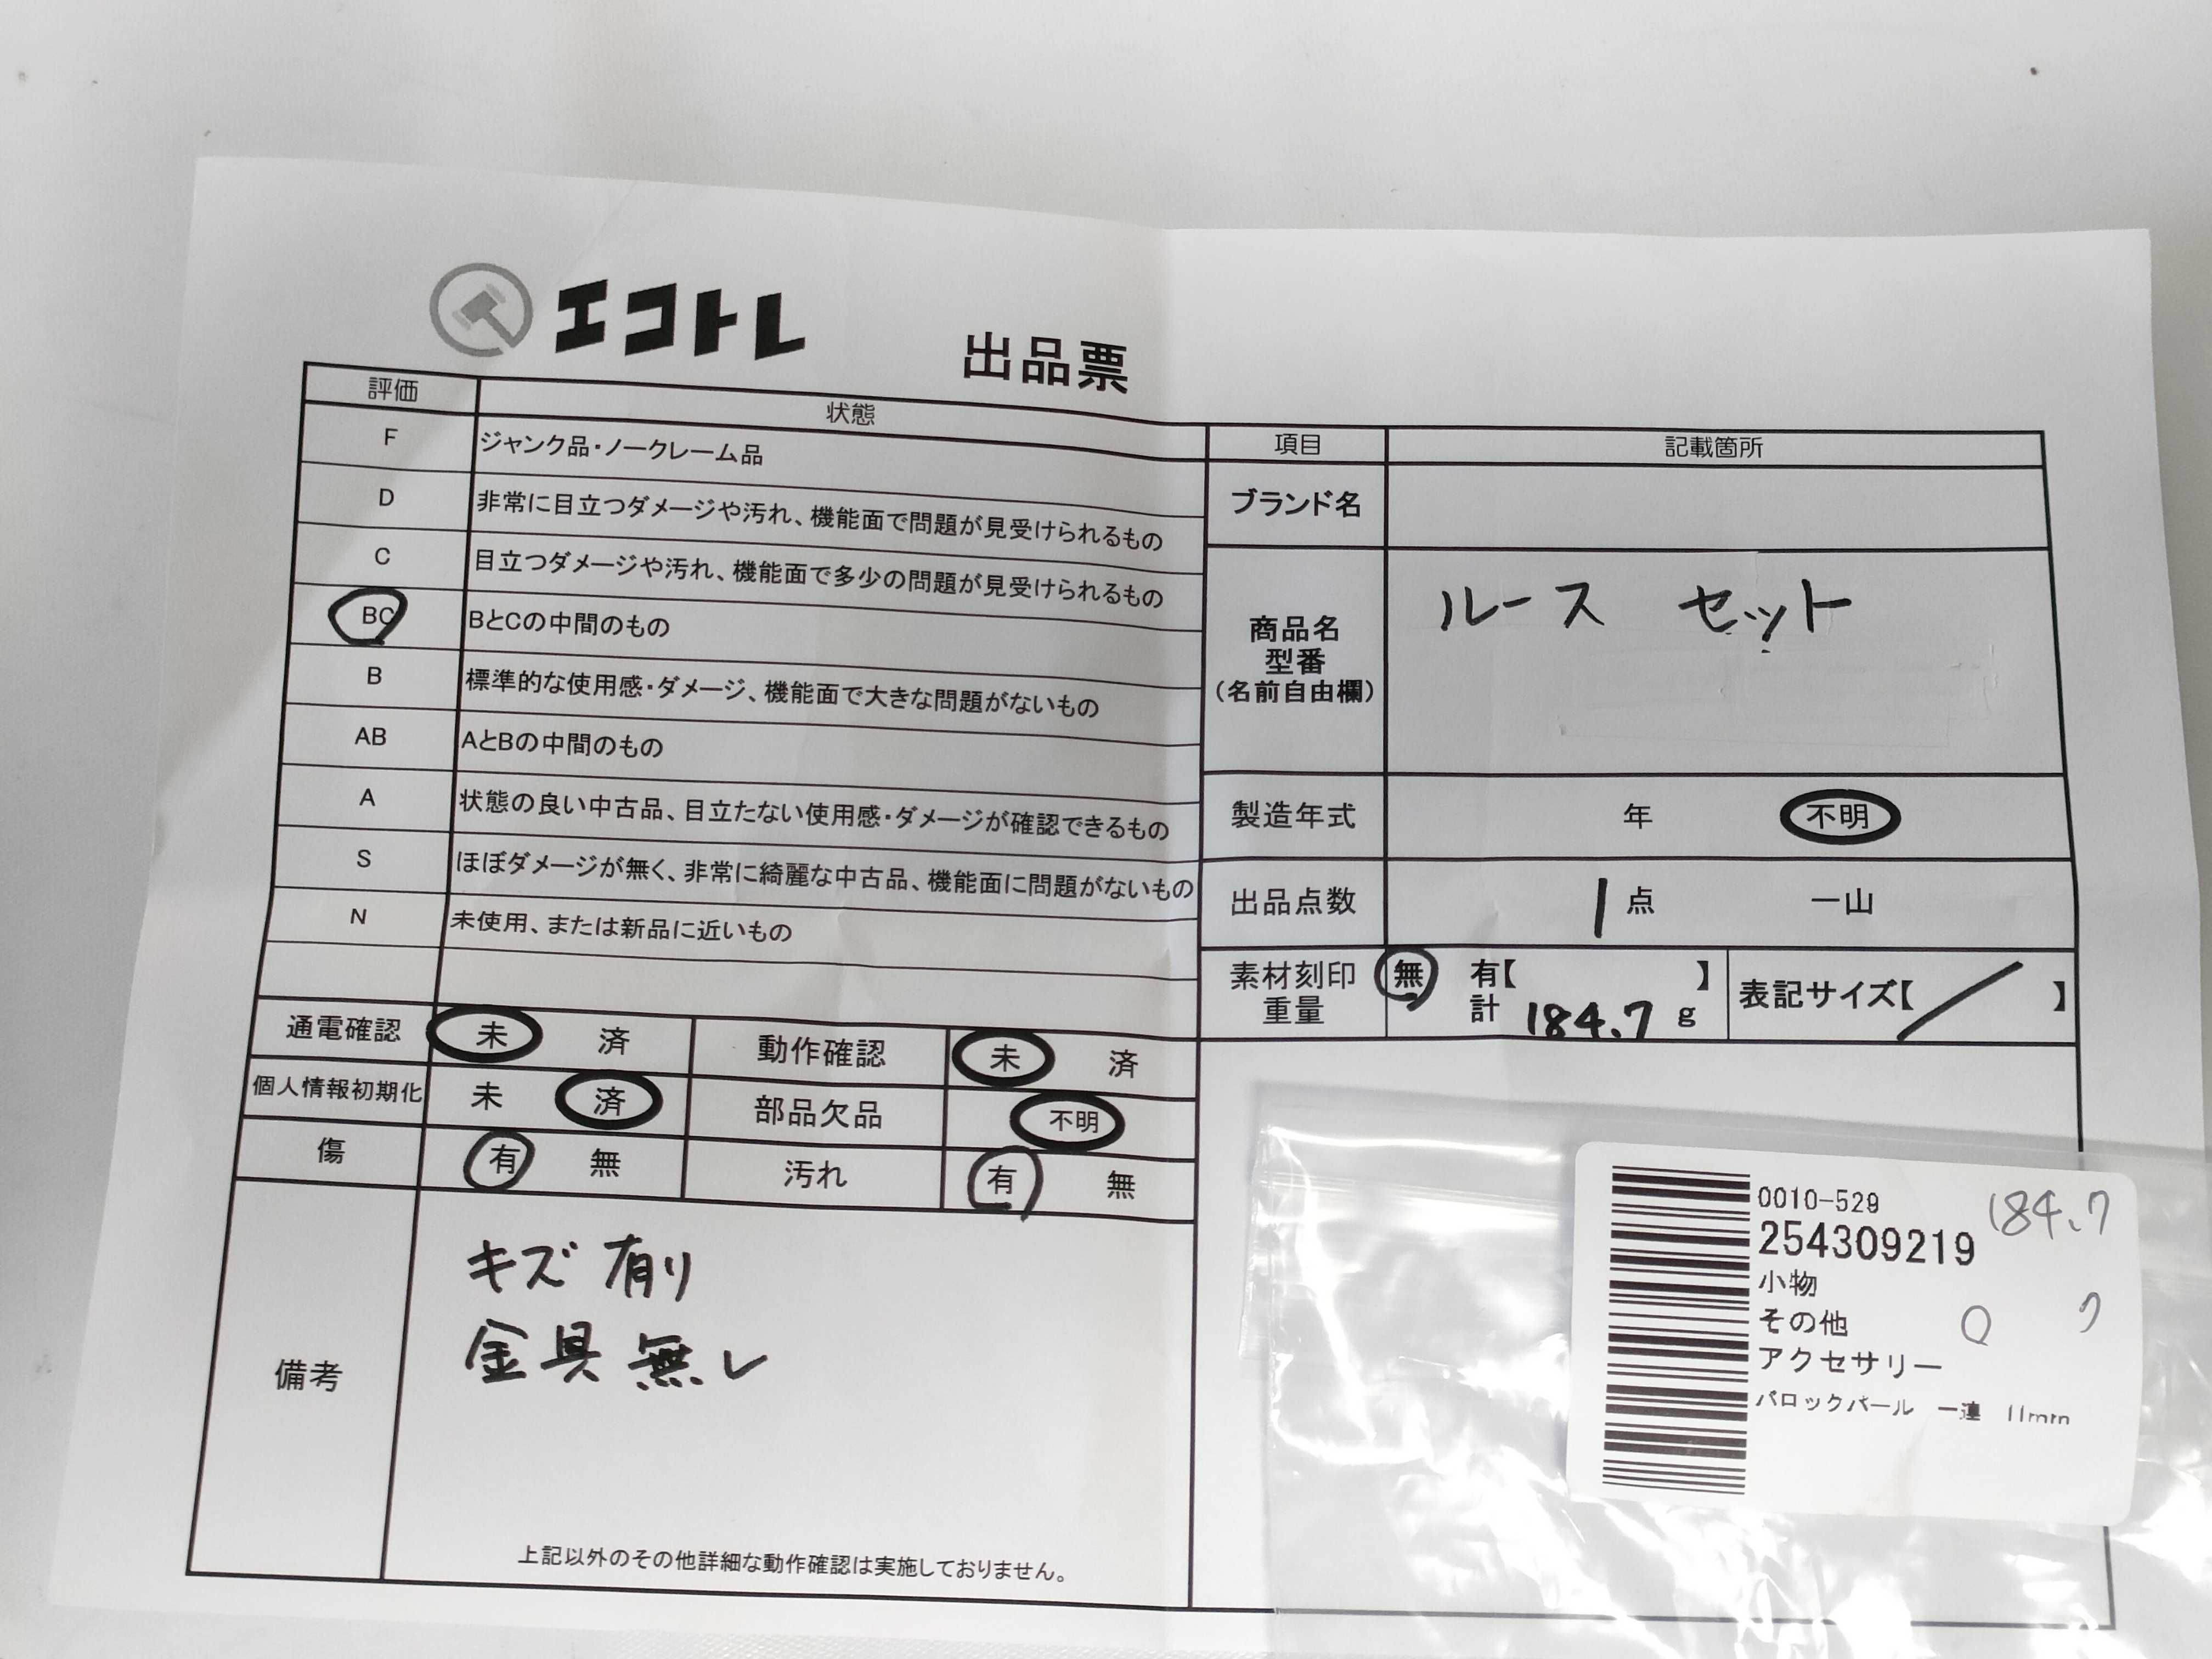 エコトレ
出品票
評価 状態
F ジャンク品・ノークレーム品
D 非常に目立つダメージや汚れ、機能面で問題が見受けられるもの
C 目立つダメージや汚れ、機能面で多少の問題が見受けられるもの
BC BとCの中間のもの
B 標準的な使用感・ダメージ、機能面で大きな問題がないもの
AB AとBの中間のもの
A 状態の良い中古品、目立たない使用感・ダメージが確認できるもの
S ほぼダメージが無く、非常に綺麗な中古品、機能面に問題がないもの
N 未使用、または新品に近いもの
通電確認 未 済 動作確認 未 済
個人情報初期化 未 済 部品欠品 不明
傷 有 無 汚れ 有 無
備考
キズ有り
金具無し
上記以外のその他詳細な動作確認は実施しておりません。
項目 記載箇所
ブランド名
商品名
型番
(名前自由欄)
ルース セット
製造年式 年 不明
出品点数 1点 一山
素材刻印 無 有【 】
重量 計 184.7 g
表記サイズ【 】
0010-529
184.7
254309219
小物
その他
アクセサリー
バロックパール 一連 11mm